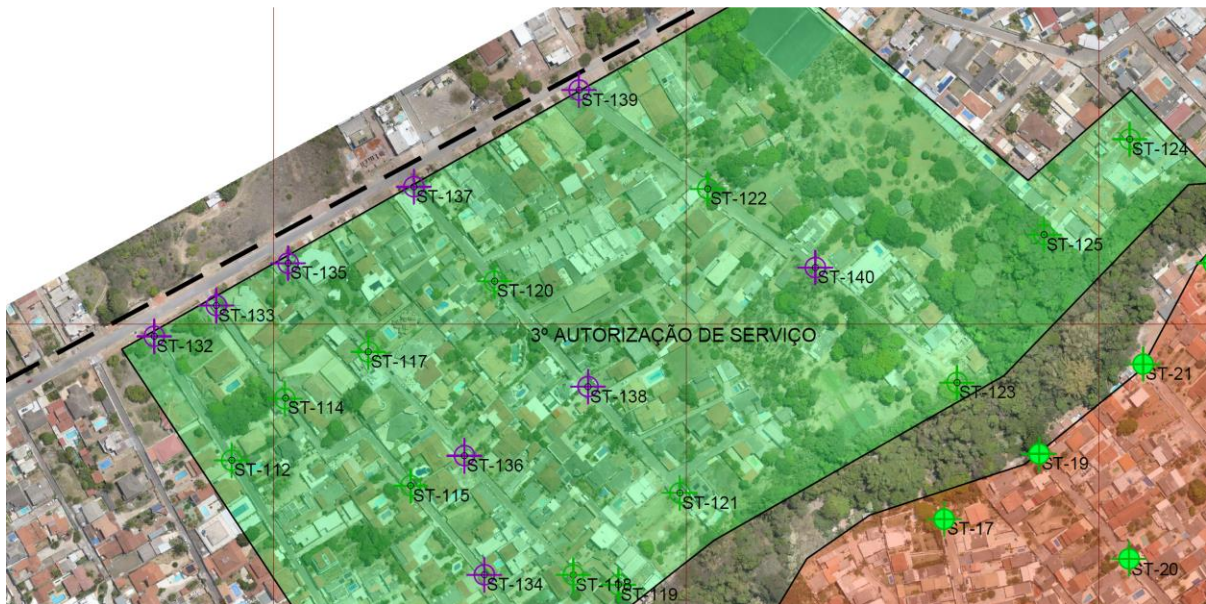 ST-139
ST-124
ST-137
ST-122
ST-125
ST-135
ST-140
ST-120
ST-133
ST-132
3º AUTORIZAÇÃO DE SERVIÇO
ST-117
ST-21
ST-138
ST-123
ST-114
ST-136
ST-19
ST-112
ST-115
ST-121
ST-17
ST-20
ST-134
ST-118
ST-119